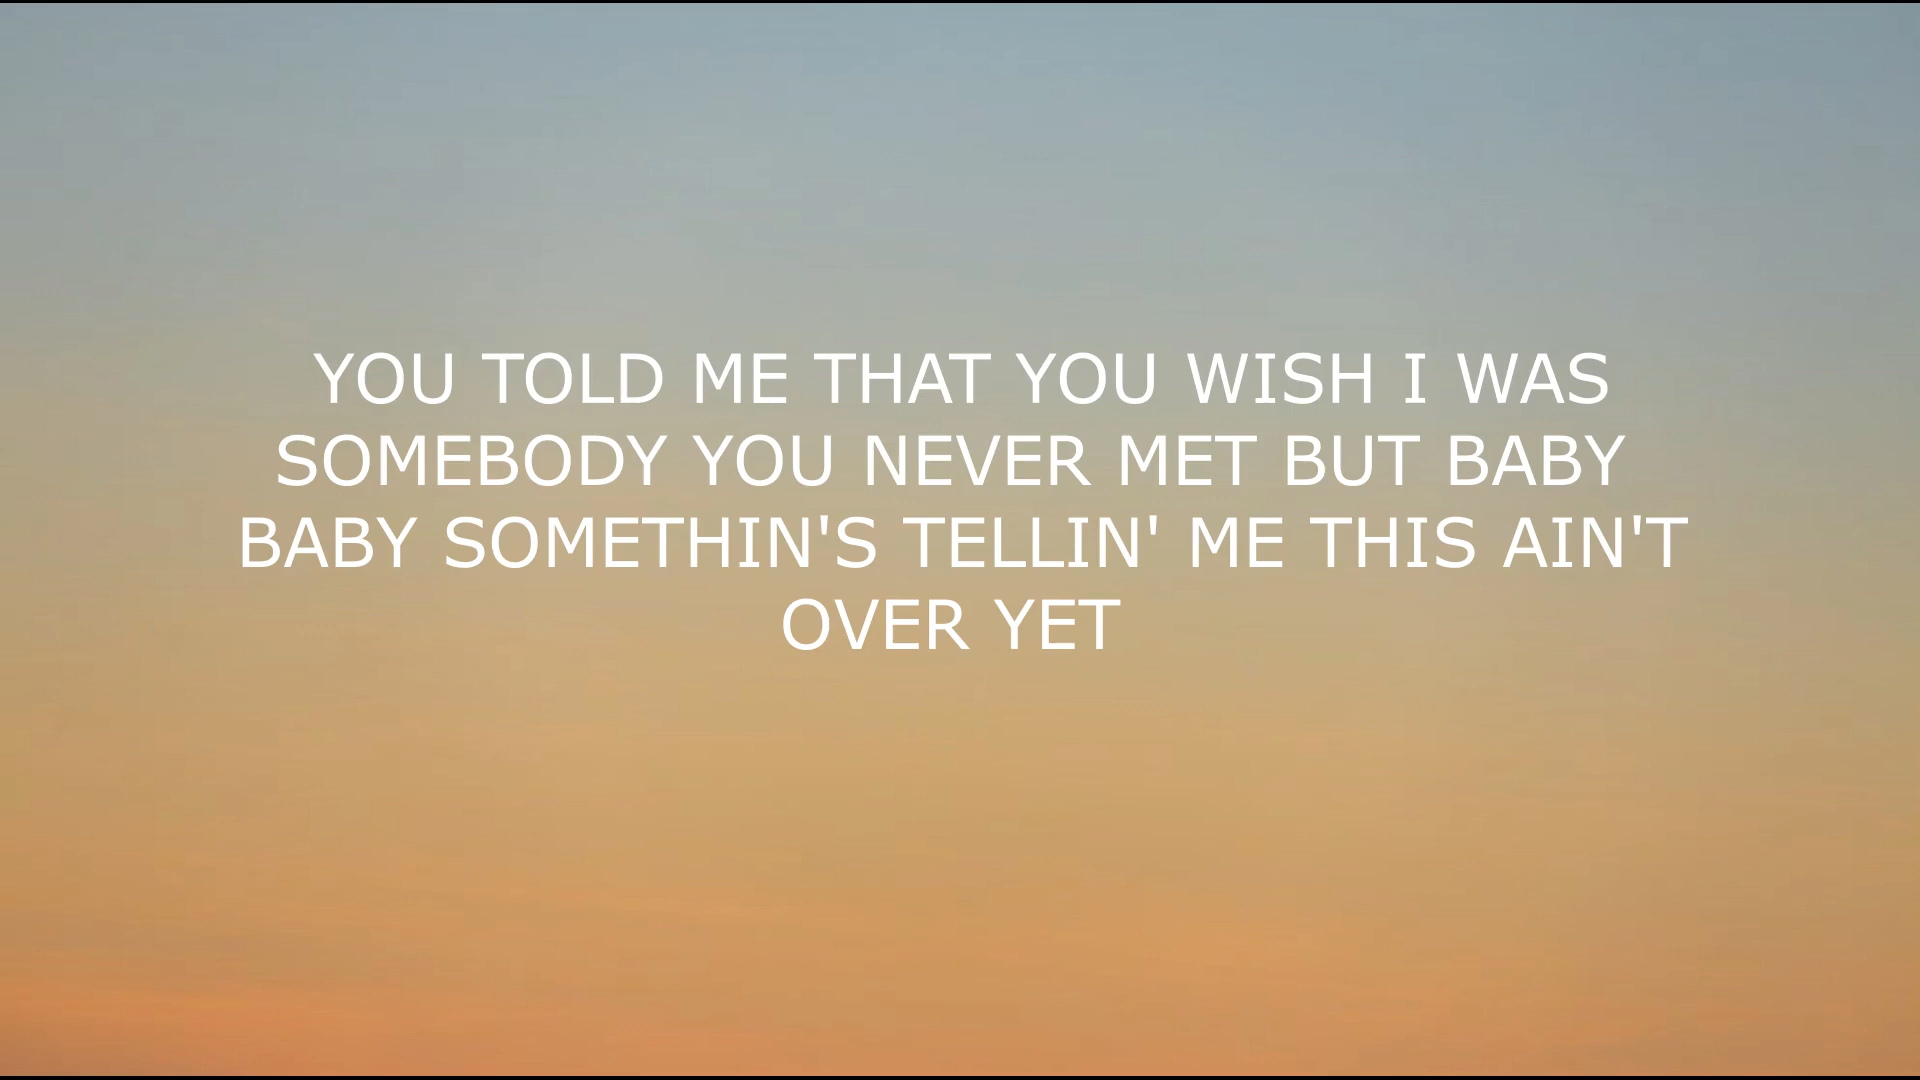 YOU TOLD ME THAT YOU WISH I WAS
SOMEBODY YOU NEVER MET BUT BABY
BABY SOMETHIN'S TELLIN' ME THIS AIN'T
OVER YET